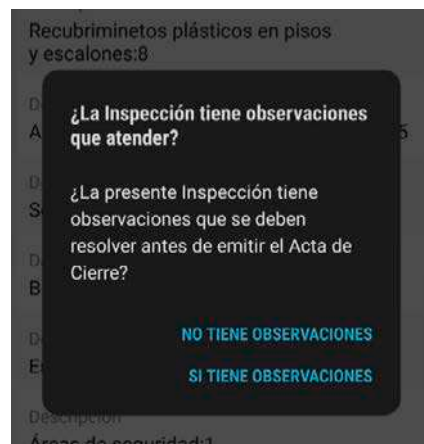 Recubriminetos plásticos en pisos
y escalones:8
¿La Inspección tiene observaciones
que atender?
¿La presente Inspección tiene
observaciones que se deben
resolver antes de emitir el Acta de
Cierre?
NO TIENE OBSERVACIONES
SI TIENE OBSERVACIONES
Descripción
Áreas de seguridad:1